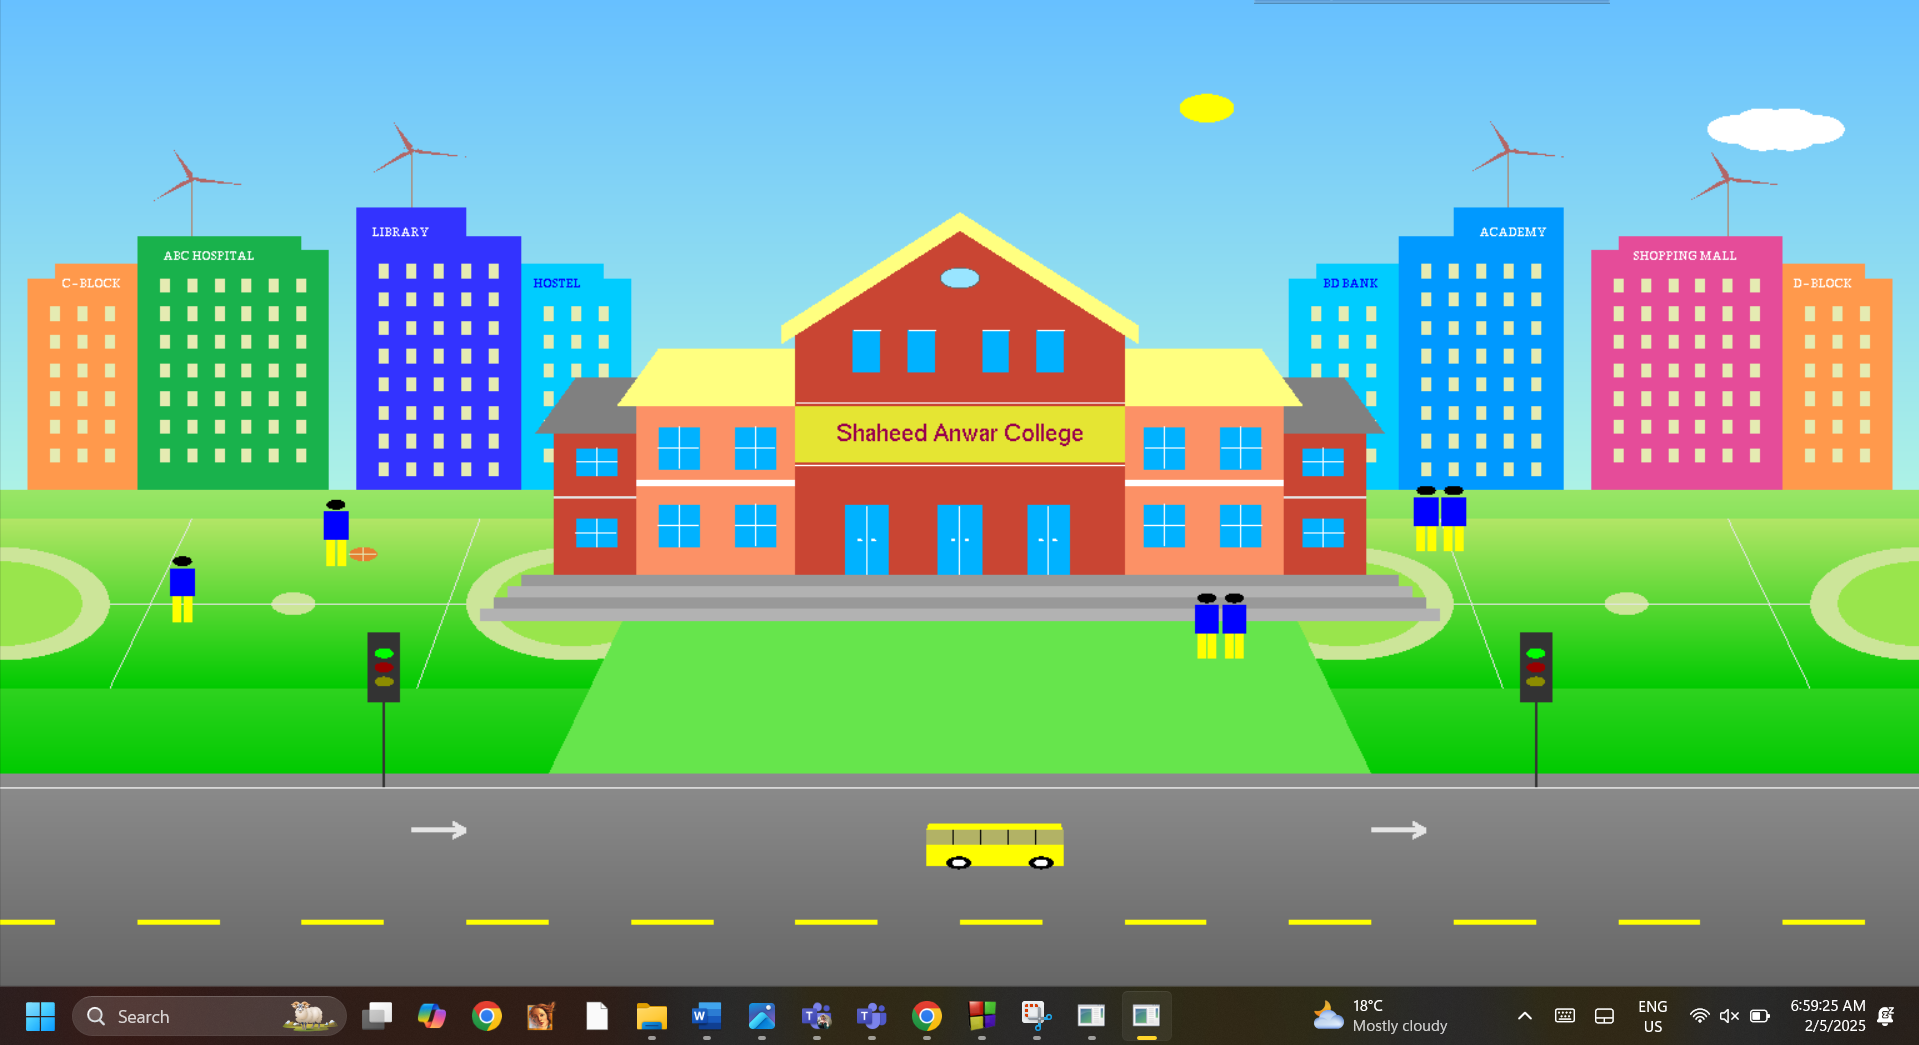 LIBRARY
ACADEMY
ABC HOSPITAL
SHOPPING MALL
C-BLOCK
HOSTEL
BD BANK
D-BLOCK
Shaheed Anwar College
Search
18°C
Mostly cloudy
ENG
US
6:59:25 AM
2/5/2025